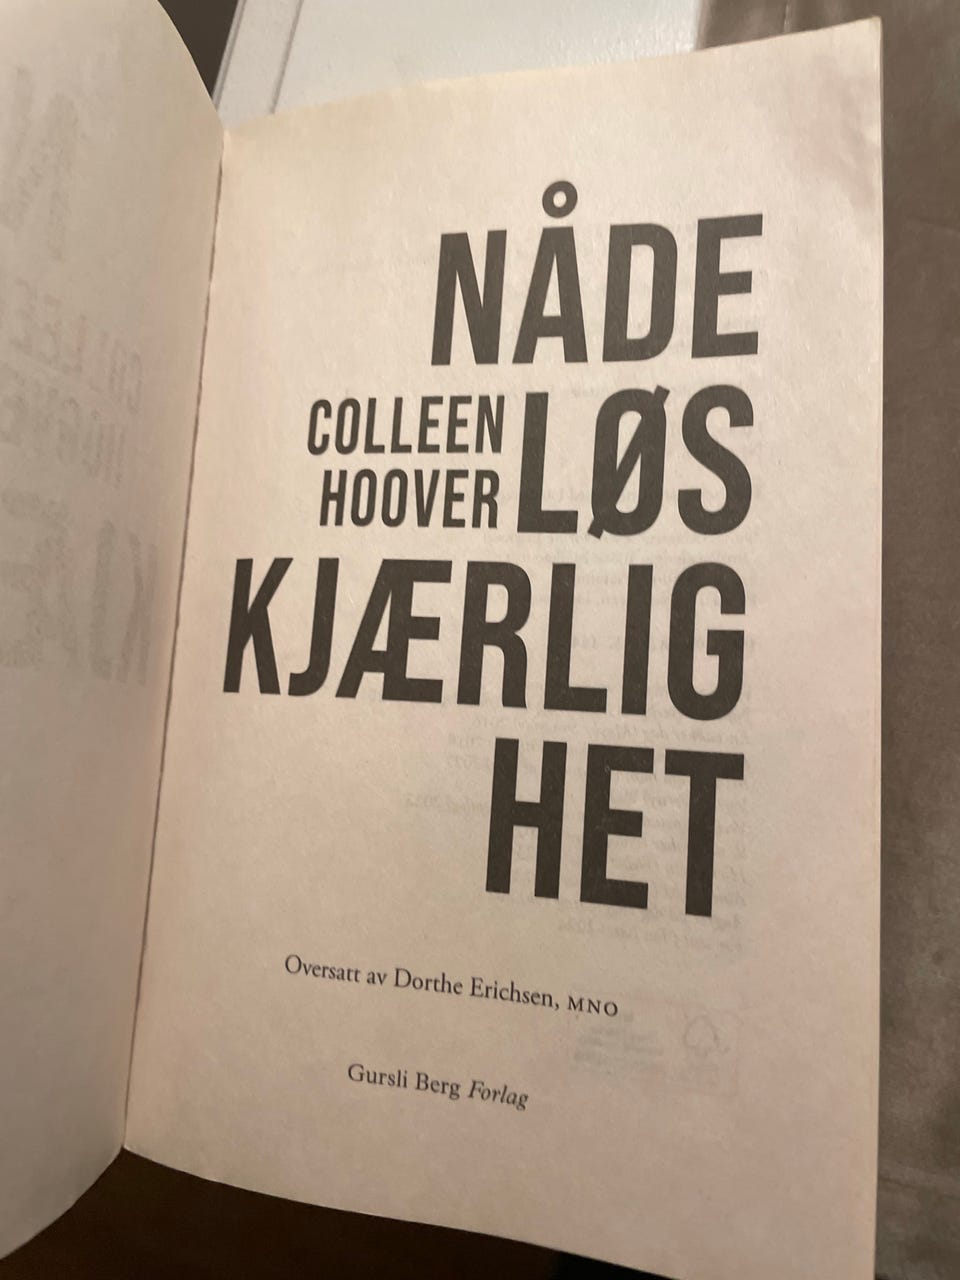 NÅDE
COLLEEN
HOOVER
LØS
KJÆRLIG
HET
Oversatt av Dorthe Erichsen, MNO
Gursli Berg Forlag